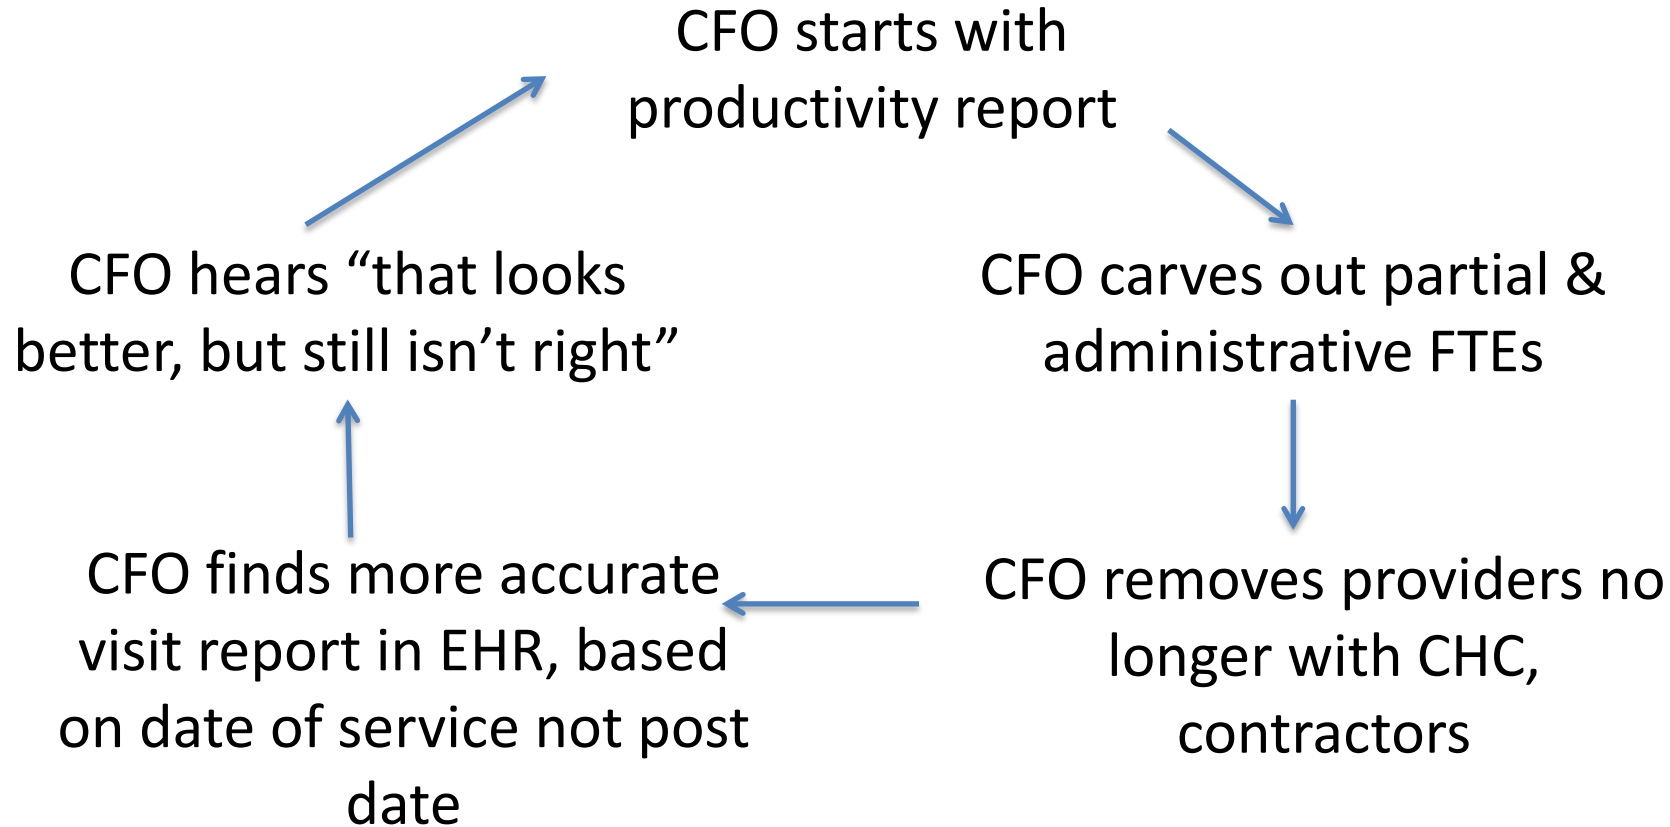 CFO starts with
productivity report
CFO carves out partial &
administrative FTEs
CFO removes providers no
longer with CHC,
contractors
CFO finds more accurate
visit report in EHR, based
on date of service not post
date
CFO hears “that looks
better, but still isn’t right”